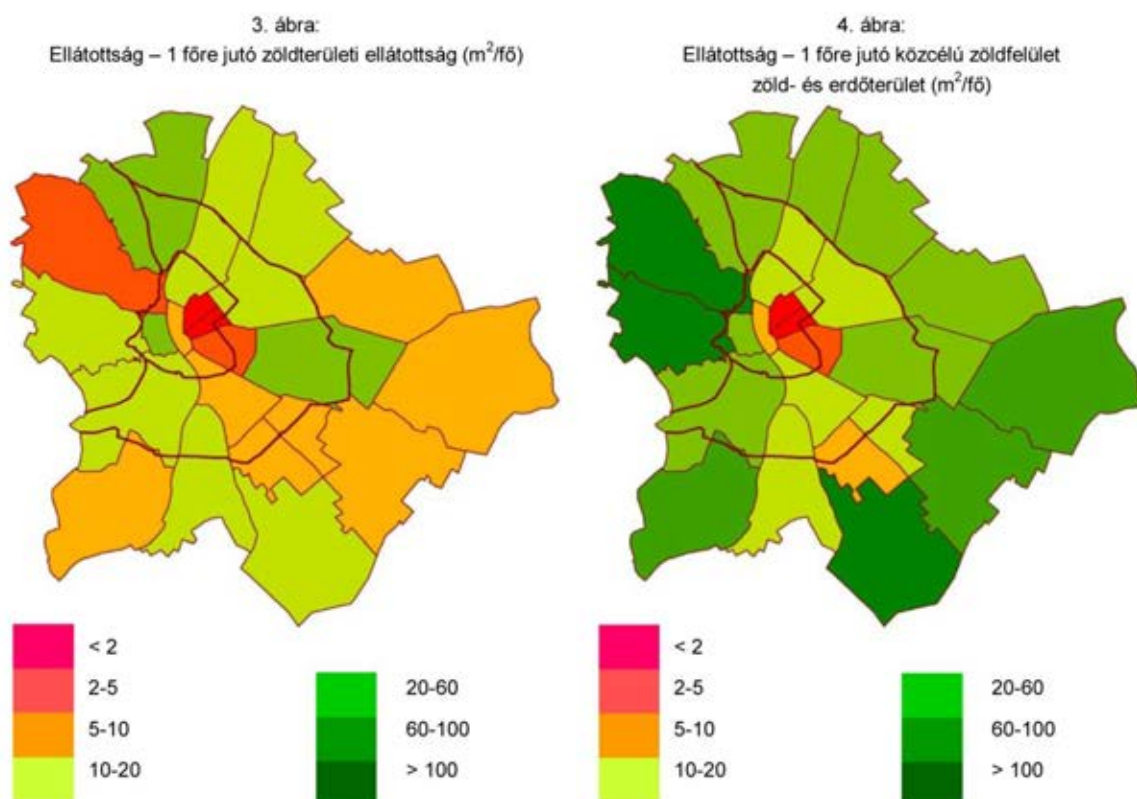 3. ábra:
Ellátottság – 1 főre jutó zöldterületi ellátottság (m²/fő)
4. ábra:
Ellátottság – 1 főre jutó közcélú zöldfelület
zöld- és erdőterület (m²/fő)
< 2
2-5
5-10
10-20
20-60
60-100
> 100
< 2
2-5
5-10
10-20
20-60
60-100
> 100